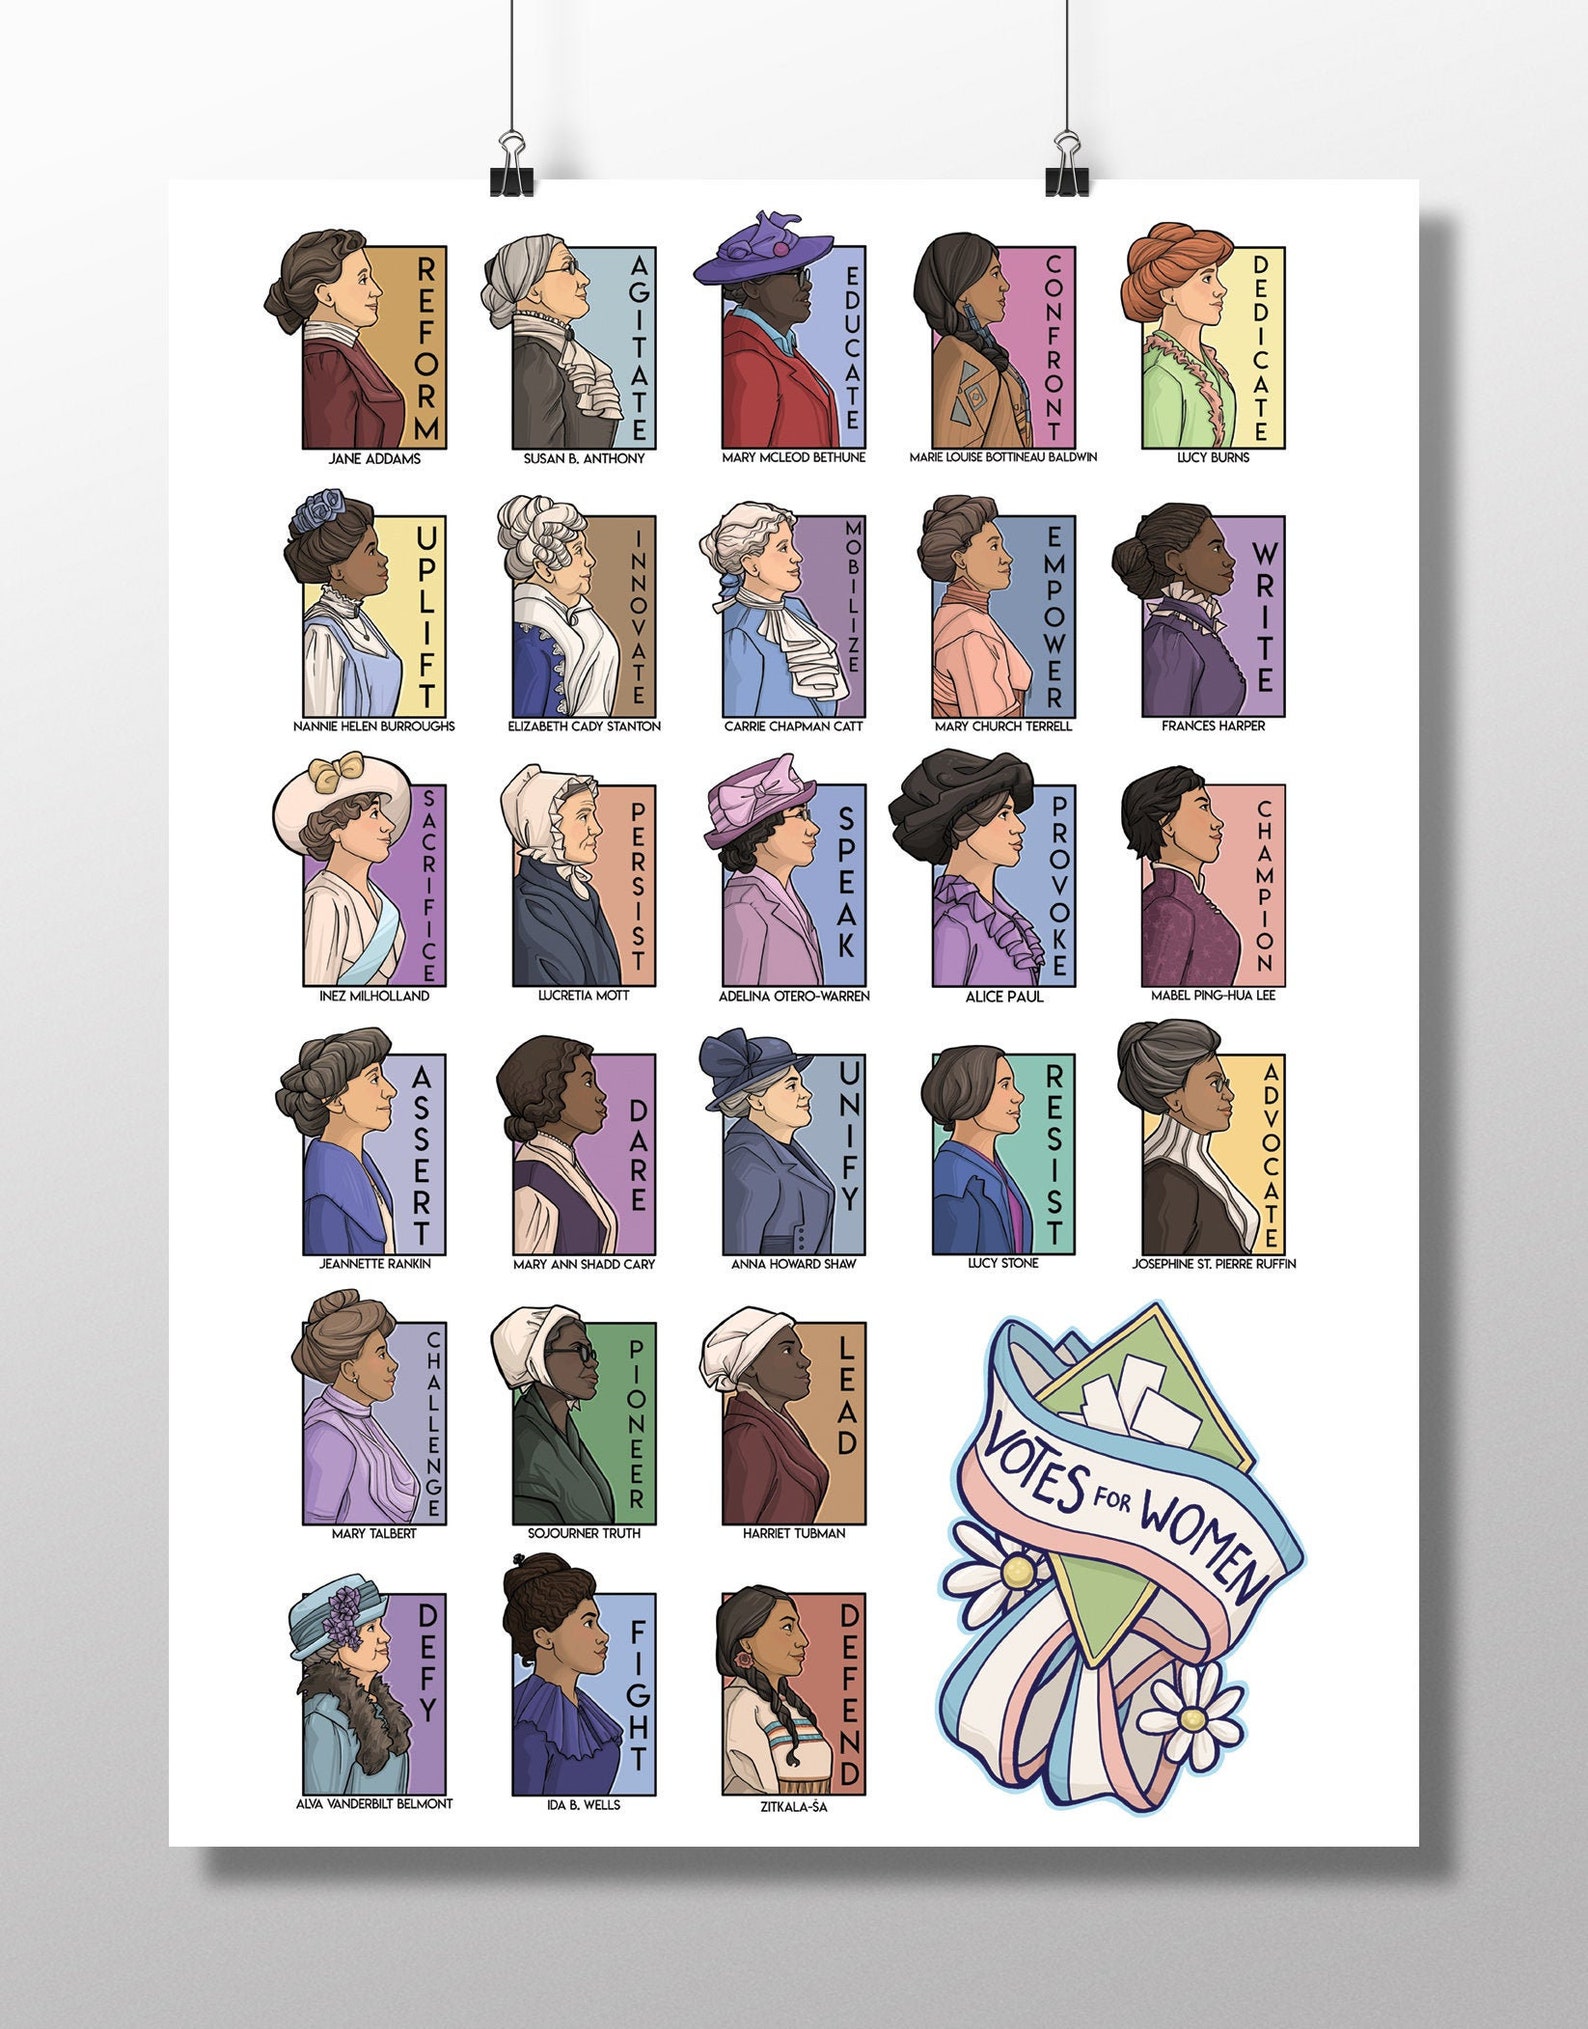 REFORM
JANE ADDAMS
AGITATE
SUSAN B. ANTHONY
EDUCATE
MARY MCLEOD BETHUNE
CONFRONT
MARIE LOUISE BOTTINEAU BALDWIN
DEDICATE
LUCY BURNS
UPLIFT
NANNIE HELEN BURROUGHS
INNOVATE
ELIZABETH CADY STANTON
MOBILIZE
CARRIE CHAPMAN CATT
EMPOWER
MARY CHURCH TERRELL
WRITE
FRANCES HARPER
SACRIFICE
INEZ MILHOLLAND
PERSIST
LUCRETIA MOTT
SPEAK
ADELINA OTERO-WARREN
PROVOKE
ALICE PAUL
CHAMPION
MABEL PING-HUA LEE
ASSERT
JEANNETTE RANKIN
DARE
MARY ANN SHADD CARY
UNIFY
ANNA HOWARD SHAW
RESIST
LUCY STONE
ADVOCATE
JOSEPHINE ST. PIERRE RUFFIN
CHALLENGE
MARY TALBERT
PIONEER
SOJOURNER TRUTH
LEAD
HARRIET TUBMAN
VOTES FOR WOMEN
DEFY
ALVA VANDERBILT BELMONT
FIGHT
IDA B. WELLS
DEFEND
ZITKALA-ŠA